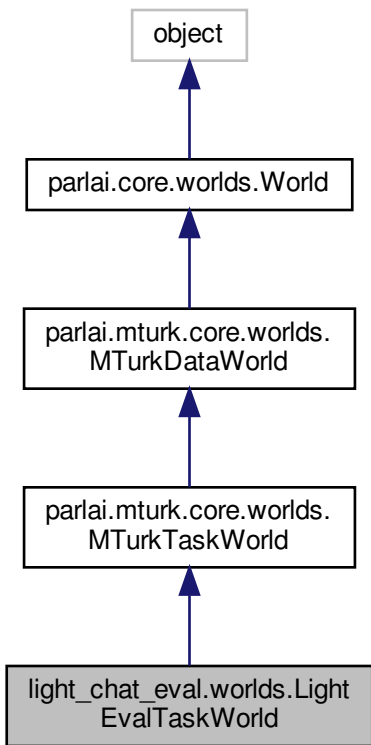 object
parlai.core.worlds.World
parlai.mturk.core.worlds.
MTurkDataWorld
parlai.mturk.core.worlds.
MTurkTaskWorld
light_chat_eval.worlds.Light
EvalTaskWorld